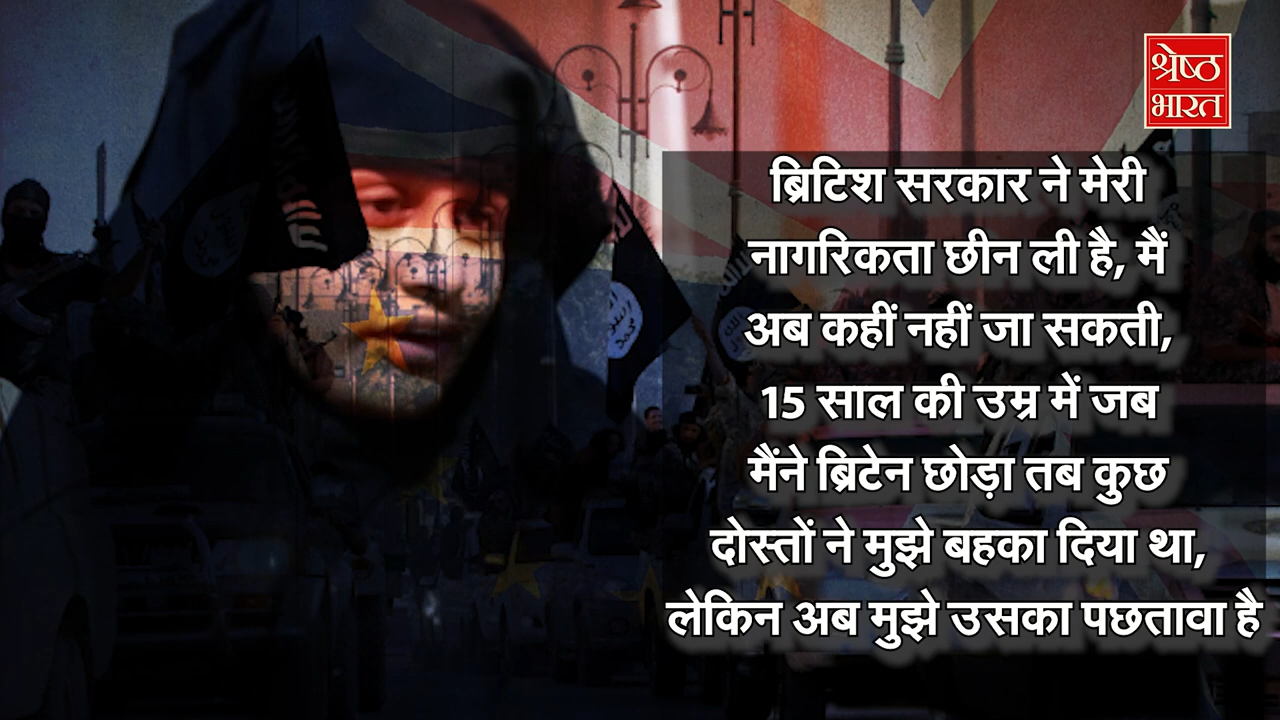 श्रेष्ठ
भारत
ब्रिटिश सरकार ने मेरी
नागरिकता छीन ली है, मैं
अब कहीं नहीं जा सकती,
15 साल की उम्र में जब
मैंने ब्रिटेन छोड़ा तब कुछ
दोस्तों ने मुझे बहका दिया था,
लेकिन अब मुझे उसका पछतावा है